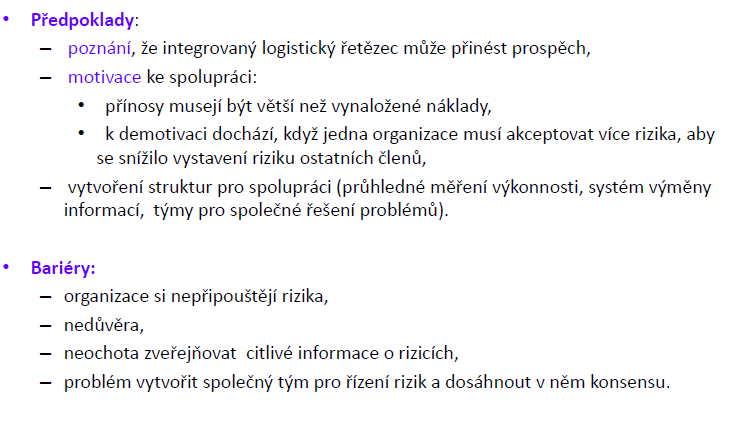 • Předpoklady:
– poznání, že integrovaný logistický řetězec může přinést prospěch,
– motivace ke spolupráci:
• přínosy musejí být větší než vynaložené náklady,
• k demotivaci dochází, když jedna organizace musí akceptovat více rizika, aby
se snížilo vystavení riziku ostatních členů,
– vytvoření struktur pro spolupráci (průhledné měření výkonnosti, systém výměny
informací, týmy pro společné řešení problémů).
• Bariéry:
– organizace si nepřipouštějí rizika,
– nedůvěra,
– neochota zveřejňovat citlivé informace o rizicích,
– problém vytvořit společný tým pro řízení rizik a dosáhnout v něm konsensu.